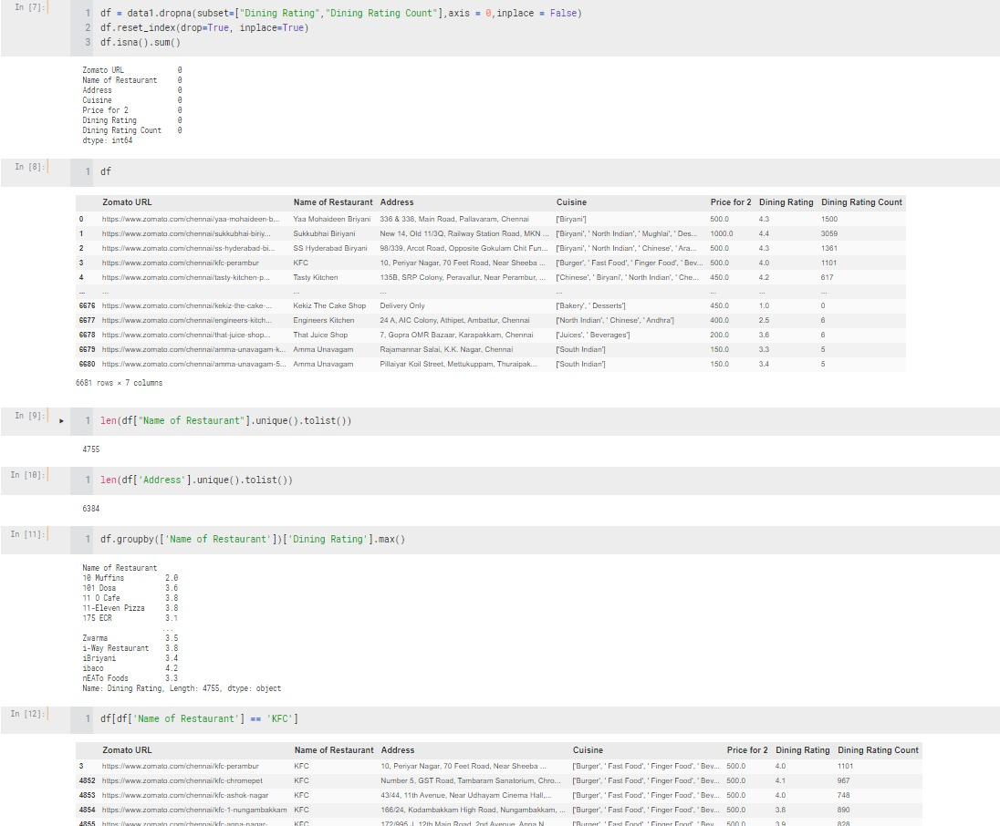 In [7]:
1 df = data1.dropna(subset=["Dining Rating","Dining Rating Count"],axis = 0,inplace = False)
2 df.reset_index(drop=True, inplace=True)
3 df.isna().sum()
Zomato URL 0
Name of Restaurant 0
Address 0
Cuisine 0
Price for 2 0
Dining Rating 0
Dining Rating Count 0
dtype: int64
In [8]:
1 df
Zomato URL Name of Restaurant Address Cuisine Price for 2 Dining Rating Dining Rating Count
0 https://www.zomato.com/chennai/yaa-mohaideen-b... Yaa Mohaideen Briyani 336 & 338, Main Road, Pallavaram, Chennai ['Biryani'] 500.0 4.3 1500
1 https://www.zomato.com/chennai/sukkubhai-biriy... Sukkubhai Biriyani New 14, Old 11/3Q, Railway Station Road, MKN ... ['Biryani', ' North Indian', ' Mughlai', ' Des... 1000.0 4.4 3059
2 https://www.zomato.com/chennai/ss-hyderabad-bi... SS Hyderabad Biryani 98/339, Arcot Road, Opposite Gokulam Chit Fun... ['Biryani', ' North Indian', ' Chinese', ' Ara... 500.0 4.3 1361
3 https://www.zomato.com/chennai/kfc-perambur KFC 10, Periyar Nagar, 70 Feet Road, Near Sheeba ... ['Burger', ' Fast Food', ' Finger Food', ' Bev... 500.0 4.0 1101
4 https://www.zomato.com/chennai/tasty-kitchen-p... Tasty Kitchen 135B, SRP Colony, Peravallur, Near Perambur, ... ['Chinese', ' Biryani', ' North Indian', ' Che... 450.0 4.2 617
... ... ... ... ... ... ... ...
6676 https://www.zomato.com/chennai/kekiz-the-cake-... Kekiz The Cake Shop Delivery Only ['Bakery', ' Desserts'] 450.0 1.0 0
6677 https://www.zomato.com/chennai/engineers-kitch... Engineers Kitchen 24 A, AIC Colony, Athipet, Ambattur, Chennai ['North Indian', ' Chinese', ' Andhra'] 400.0 2.5 6
6678 https://www.zomato.com/chennai/that-juice-shop... That Juice Shop 7, Gopra OMR Bazaar, Karapakkam, Chennai ['Juices', ' Beverages'] 200.0 3.6 6
6679 https://www.zomato.com/chennai/amma-unavagam-k... Amma Unavagam Rajamannar Salai, K.K. Nagar, Chennai ['South Indian'] 150.0 3.3 5
6680 https://www.zomato.com/chennai/amma-unavagam-5... Amma Unavagam Pillaiyar Koil Street, Mettukuppam, Thuraipak... ['South Indian'] 150.0 3.4 5
6681 rows × 7 columns
In [9]:
1 len(df["Name of Restaurant"].unique().tolist())
4755
In [10]:
1 len(df['Address'].unique().tolist())
6384
In [11]:
1 df.groupby(['Name of Restaurant'])['Dining Rating'].max()
Name of Restaurant
10 Muffins 2.0
101 Dosa 3.6
11 O Cafe 3.8
11-Eleven Pizza 3.8
175 ECR 3.1
...
Zwarma 3.5
i-Way Restaurant 3.8
iBriyani 3.4
ibaco 4.2
nEATo Foods 3.3
Name: Dining Rating, Length: 4755, dtype: object
In [12]:
1 df[df['Name of Restaurant'] == 'KFC']
Zomato URL Name of Restaurant Address Cuisine Price for 2 Dining Rating Dining Rating Count
3 https://www.zomato.com/chennai/kfc-perambur KFC 10, Periyar Nagar, 70 Feet Road, Near Sheeba ... ['Burger', ' Fast Food', ' Finger Food', ' Bev... 500.0 4.0 1101
4852 https://www.zomato.com/chennai/kfc-chromepet KFC Number 5, GST Road, Tambaram Sanatorium, Chro... ['Burger', ' Fast Food', ' Finger Food', ' Bev... 500.0 4.1 967
4853 https://www.zomato.com/chennai/kfc-ashok-nagar KFC 43/44, 11th Avenue, Near Udhayam Cinema Hall,... ['Burger', ' Fast Food', ' Finger Food', ' Bev... 500.0 4.0 748
4854 https://www.zomato.com/chennai/kfc-1-nungambakkam KFC 166/24, Kodambakkam High Road, Nungambakkam, ... ['Burger', ' Fast Food', ' Finger Food', ' Bev... 500.0 3.8 890
4855 https://www.zomato.com/chennai/kfc-anna-nagar- KFC 172/995 J, 12th Main Road, 2nd Avenue, Anna N... ['Burger', ' Fast Food', ' Finger Food', ' Bev... 500.0 3.9 828